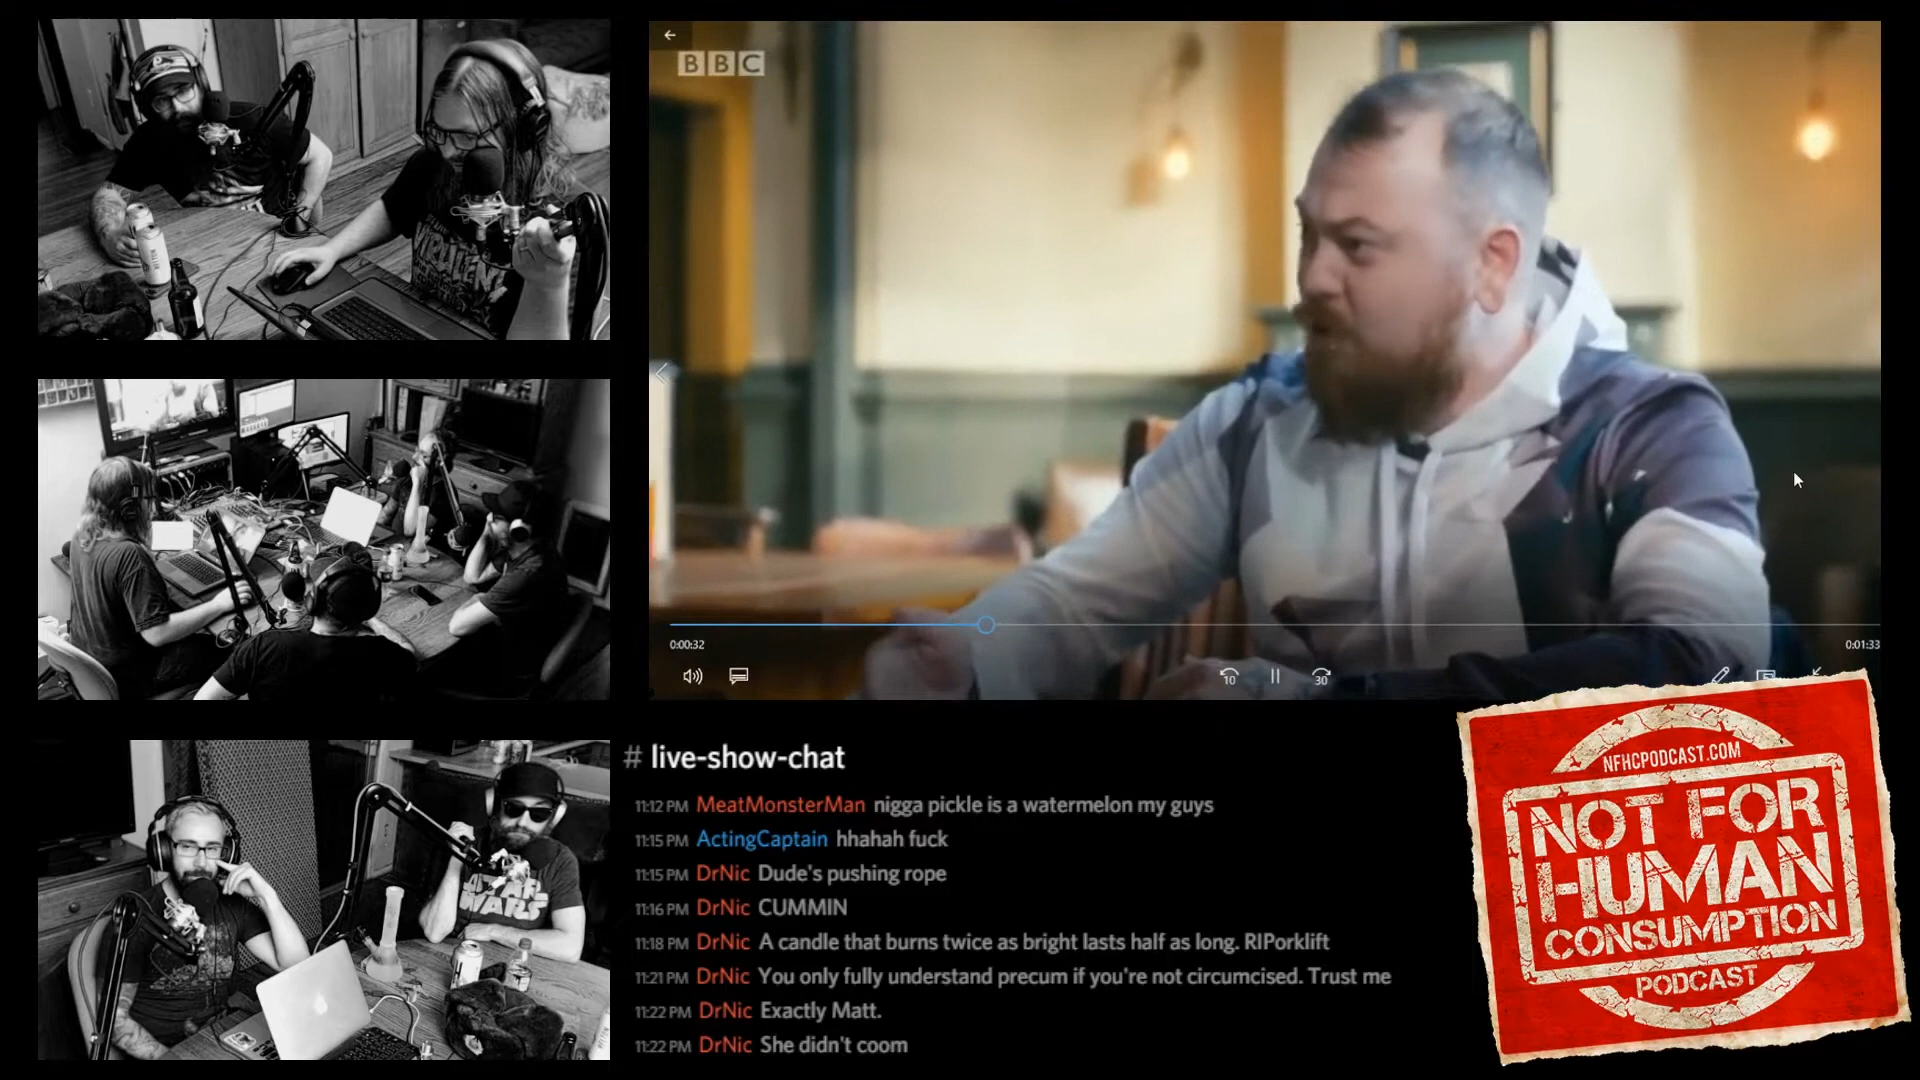 BBC
0:00:32
0:01:33
10
30
# live-show-chat
11:12 PM MeatMonsterMan nigga pickle is a watermelon my guys
11:15 PM ActingCaptain hhahah fuck
11:15 PM DrNic Dude's pushing rope
11:16 PM DrNic CUMMIN
11:18 PM DrNic A candle that burns twice as bright lasts half as long. RIPorklift
11:21 PM DrNic You only fully understand precum if you're not circumcised. Trust me
11:22 PM DrNic Exactly Matt.
11:22 PM DrNic She didn't coom
NFHCPODCAST.COM
NOT FOR
HUMAN
CONSUMPTION
PODCAST
WARS